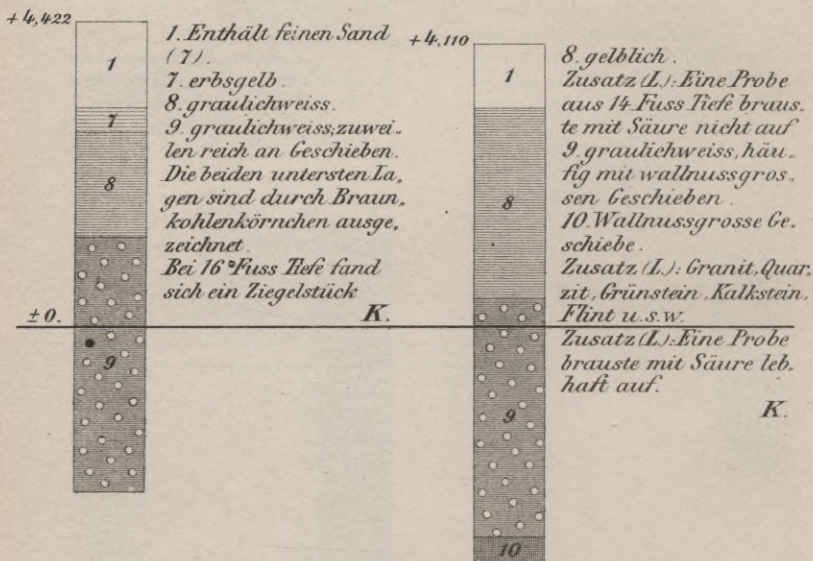 +4,422
1
7
8
9
±0.
1. Enthält feinen Sand
(7).
7. erbsgelb.
8. graulichweiss.
9. graulichweiss; zuwei-
len reich an Geschieben.
Die beiden untersten La-
gen sind durch Braun-
kohlenkörnchen ausge-
zeichnet.
Bei 16 Fuss Tiefe fand
sich ein Ziegelstück
K.
+4,110
1
8
9
10
8. gelblich.
Zusatz (L.): Eine Probe
aus 14 Fuss Tiefe braus-
te mit Säure nicht auf
9. graulichweiss, häu-
fig mit wallnussgros-
sen Geschieben.
10. Wallnussgrosse Ge-
schiebe.
Zusatz (L.): Granit, Quar-
zit, Grünstein, Kalkstein,
Flint u.s.w.
Zusatz (L.): Eine Probe
brauste mit Säure leb-
haft auf.
K.